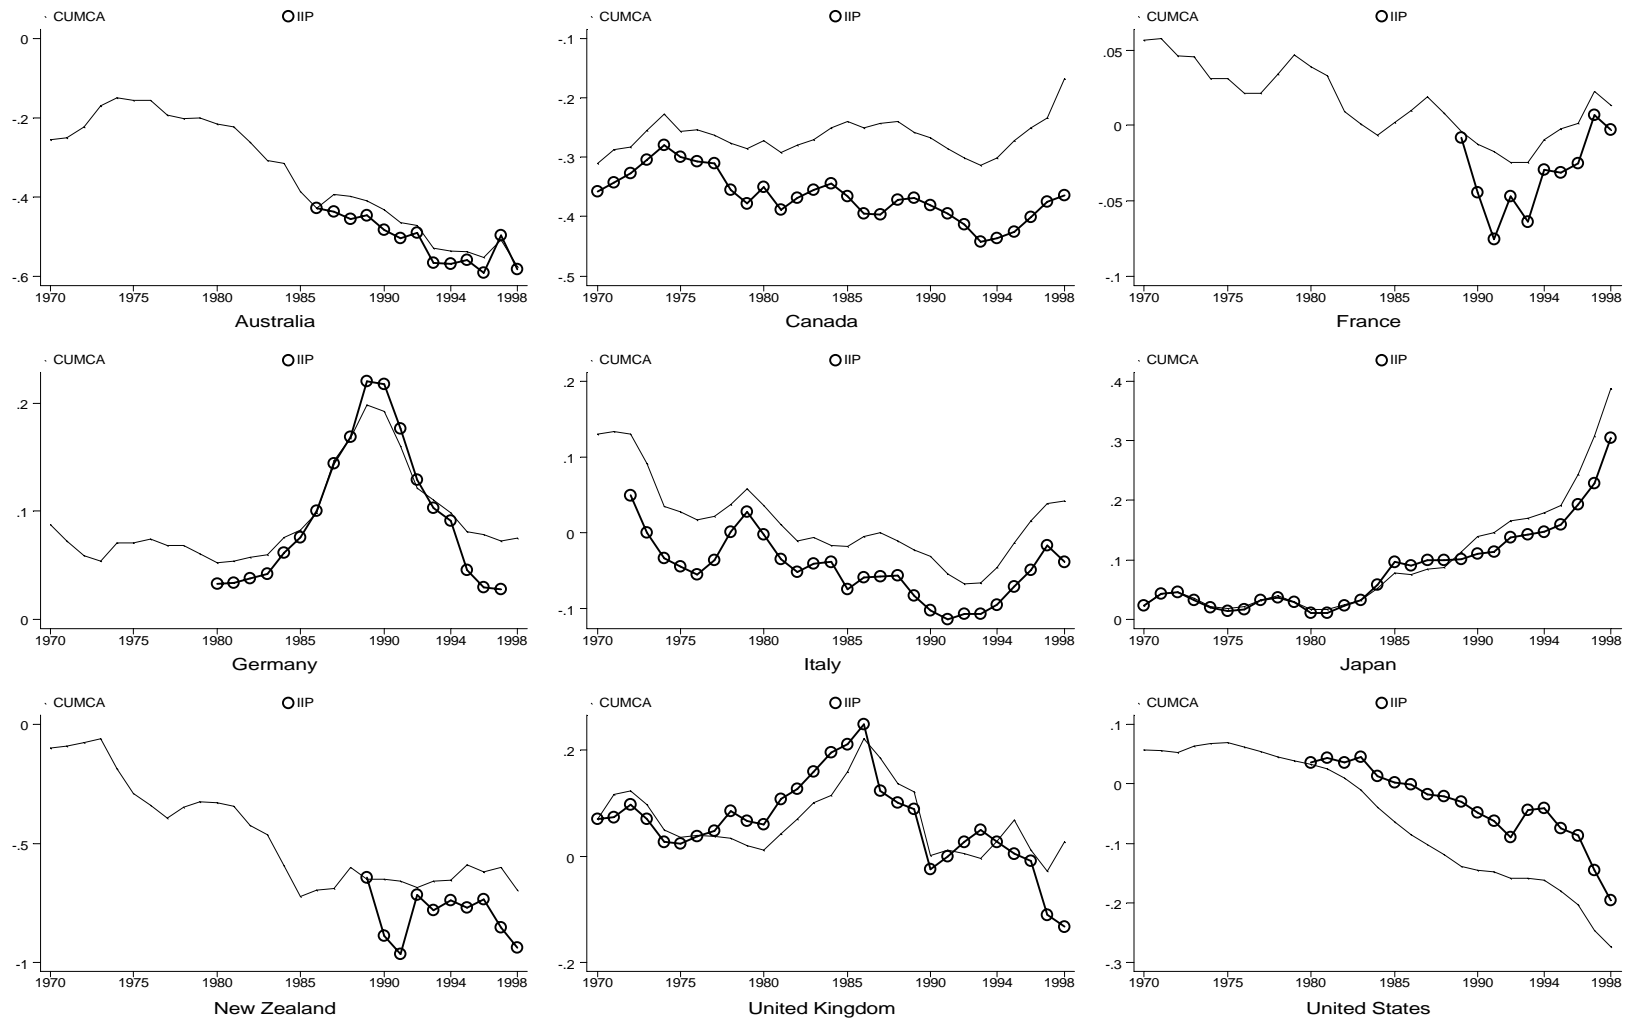 CUMCA IIP CUMCA IIP CUMCA IIP
0 -.1 .05
-.2 -.2 0
-.3
-.4 -.4 -.05
-.6 -.5 -.1
1970 1975 1980 1985 1990 1994 1998 1970 1975 1980 1985 1990 1994 1998 1970 1975 1980 1985 1990 1994 1998
Australia Canada France
CUMCA IIP CUMCA IIP CUMCA IIP
.2 .2 .4
.1 .3
.1 0 .2
.1
0 -.1 0
1970 1975 1980 1985 1990 1994 1998 1970 1975 1980 1985 1990 1994 1998 1970 1975 1980 1985 1990 1994 1998
Germany Italy Japan
CUMCA IIP CUMCA IIP CUMCA IIP
0 .2 .1
0
-.5 0 -.1
-.2
-1 -.2 -.3
1970 1975 1980 1985 1990 1994 1998 1970 1975 1980 1985 1990 1994 1998 1970 1975 1980 1985 1990 1994 1998
New Zealand United Kingdom United States